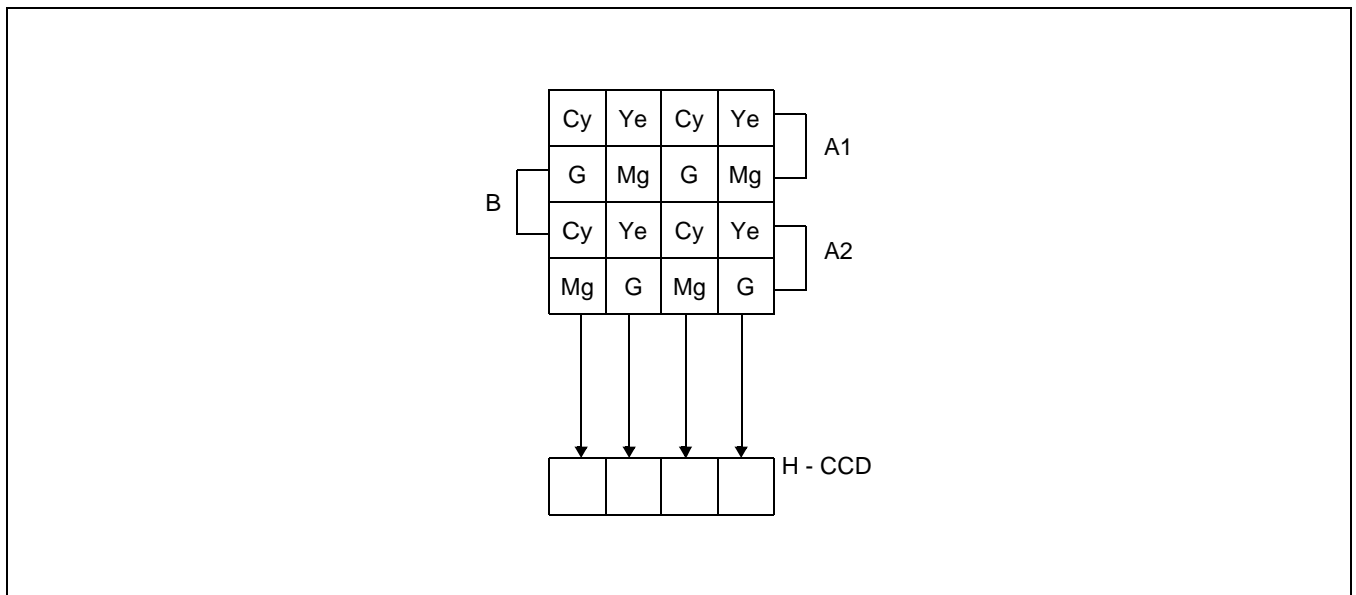 Cy Ye Cy Ye
A1
G Mg G Mg
B
Cy Ye Cy Ye
A2
Mg G Mg G
H - CCD